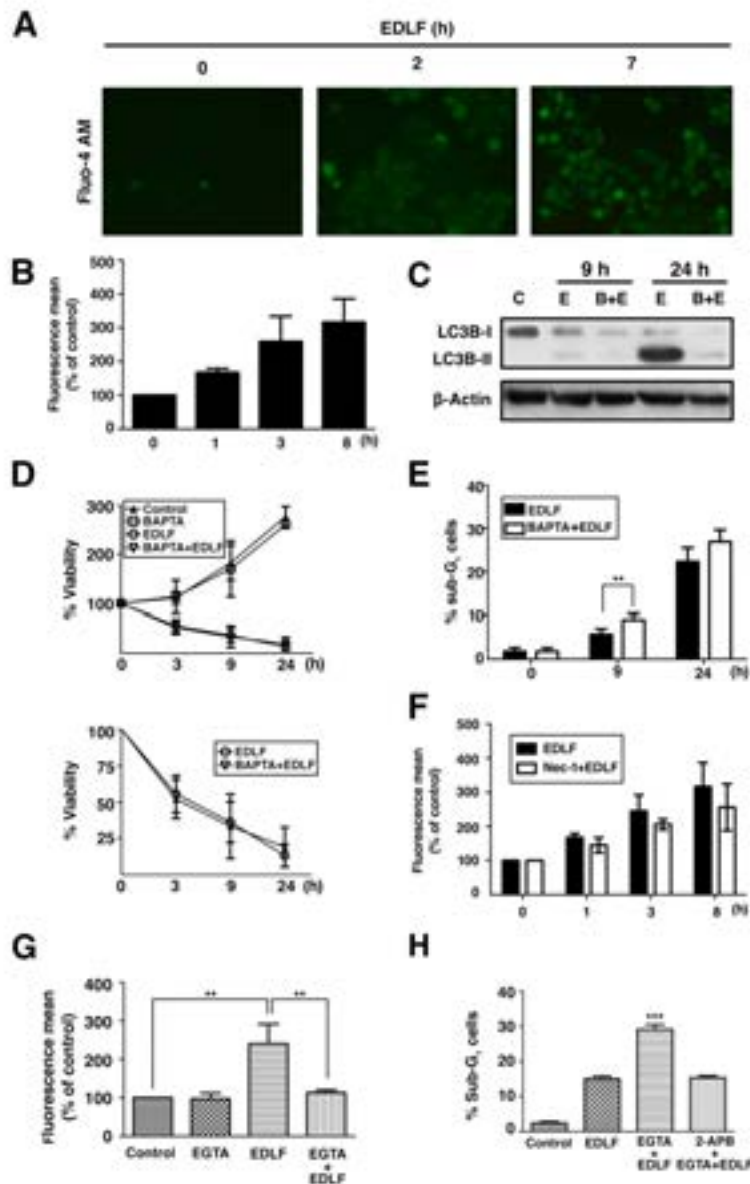 A
EDLF (h)
0 2 7
Fluo-4 AM
B
500
400
300
200
100
0
Fluorescence mean
(% of control)
0 1 3 8 (h)
C
9 h 24 h
C E B+E E B+E
LC3B-I
LC3B-II
β-Actin
D
300
200
100
% Viability
Control
BAPTA
EDLF
BAPTA+EDLF
0 3 9 24 (h)
100
75
50
25
% Viability
EDLF
BAPTA+EDLF
0 3 9 24 (h)
E
40
30
20
10
0
% sub-G₁ cells
EDLF
BAPTA+EDLF
**
0 9 24 (h)
F
500
400
300
200
100
0
Fluorescence mean
(% of control)
EDLF
Nec-1+EDLF
0 1 3 8 (h)
G
400
300
200
100
0
Fluorescence mean
(% of control)
** **
Control EGTA EDLF EGTA
+
EDLF
H
40
30
20
10
0
% Sub-G₁ cells
***
Control EDLF EGTA 2-APB
+ +
EDLF EGTA+EDLF